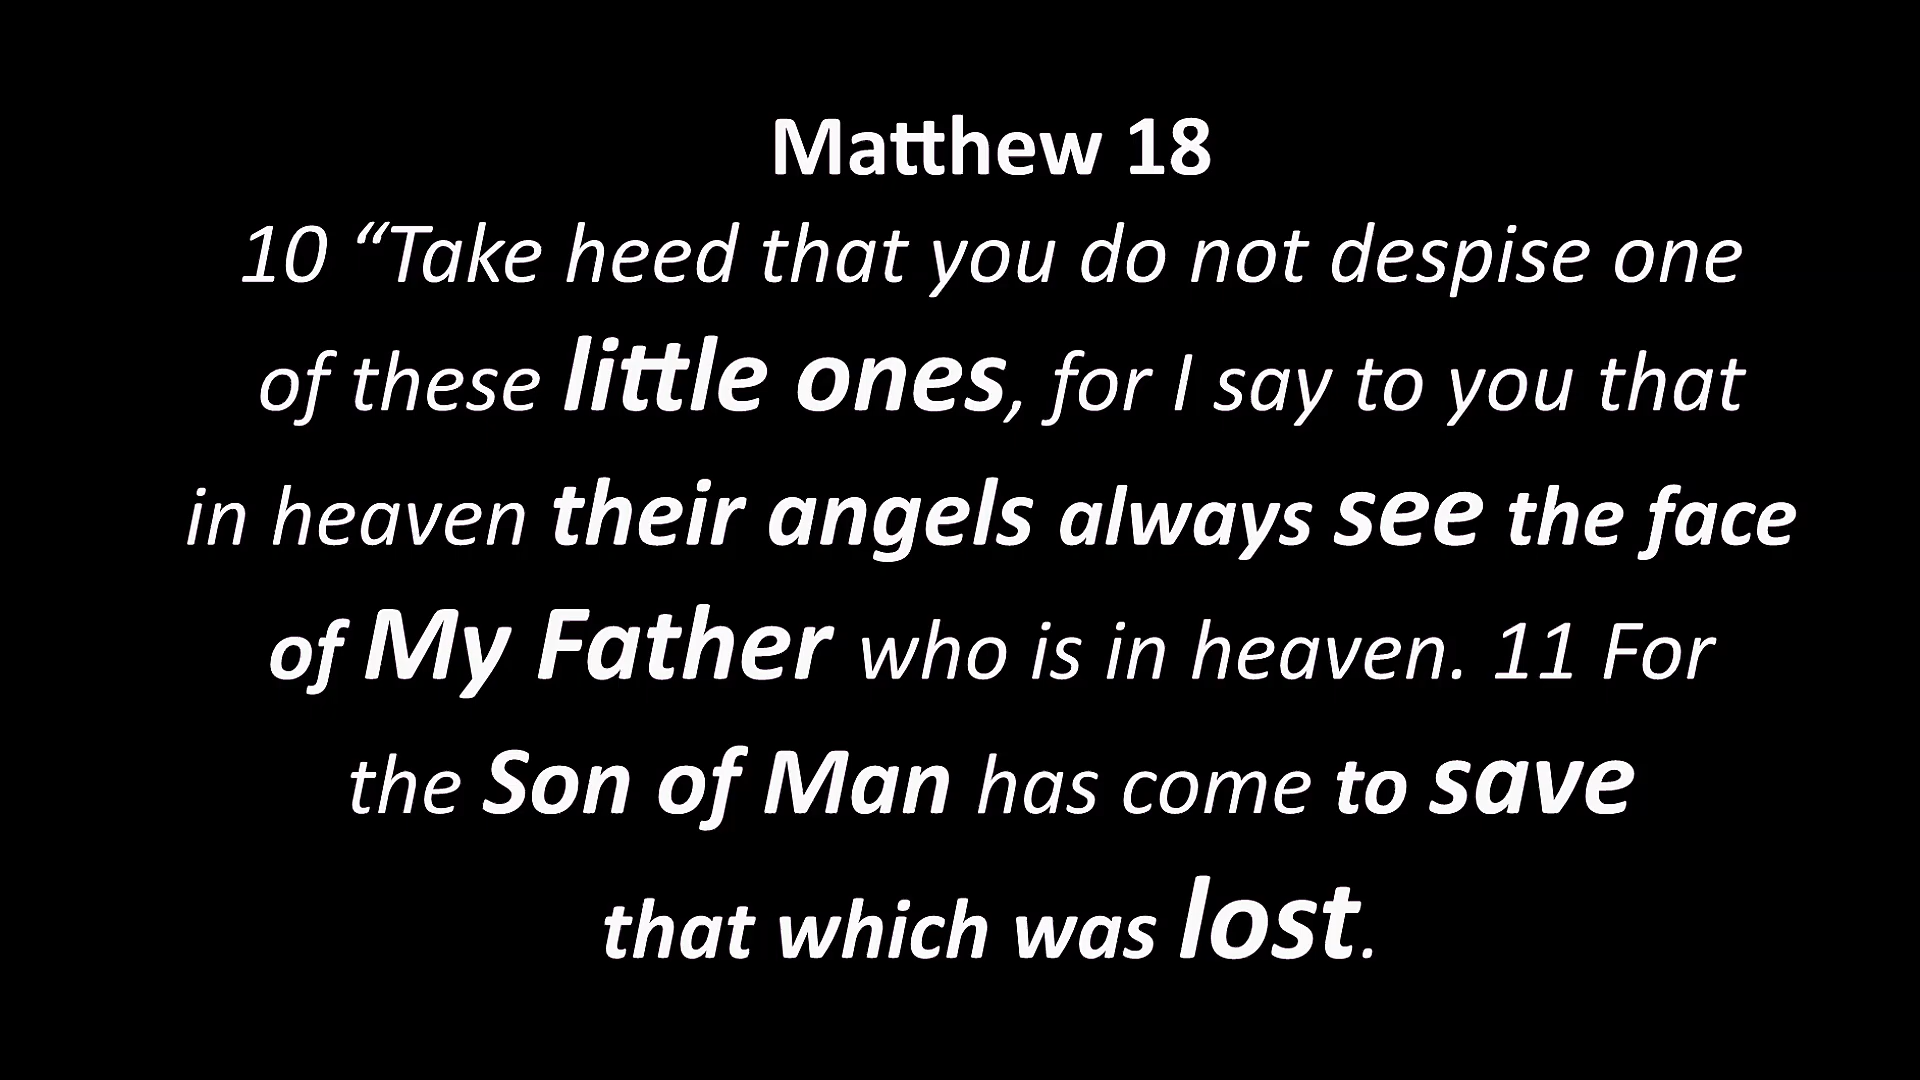 Matthew 18
10 “Take heed that you do not despise one
of these little ones, for I say to you that
in heaven their angels always see the face
of My Father who is in heaven. 11 For
the Son of Man has come to save
that which was lost.